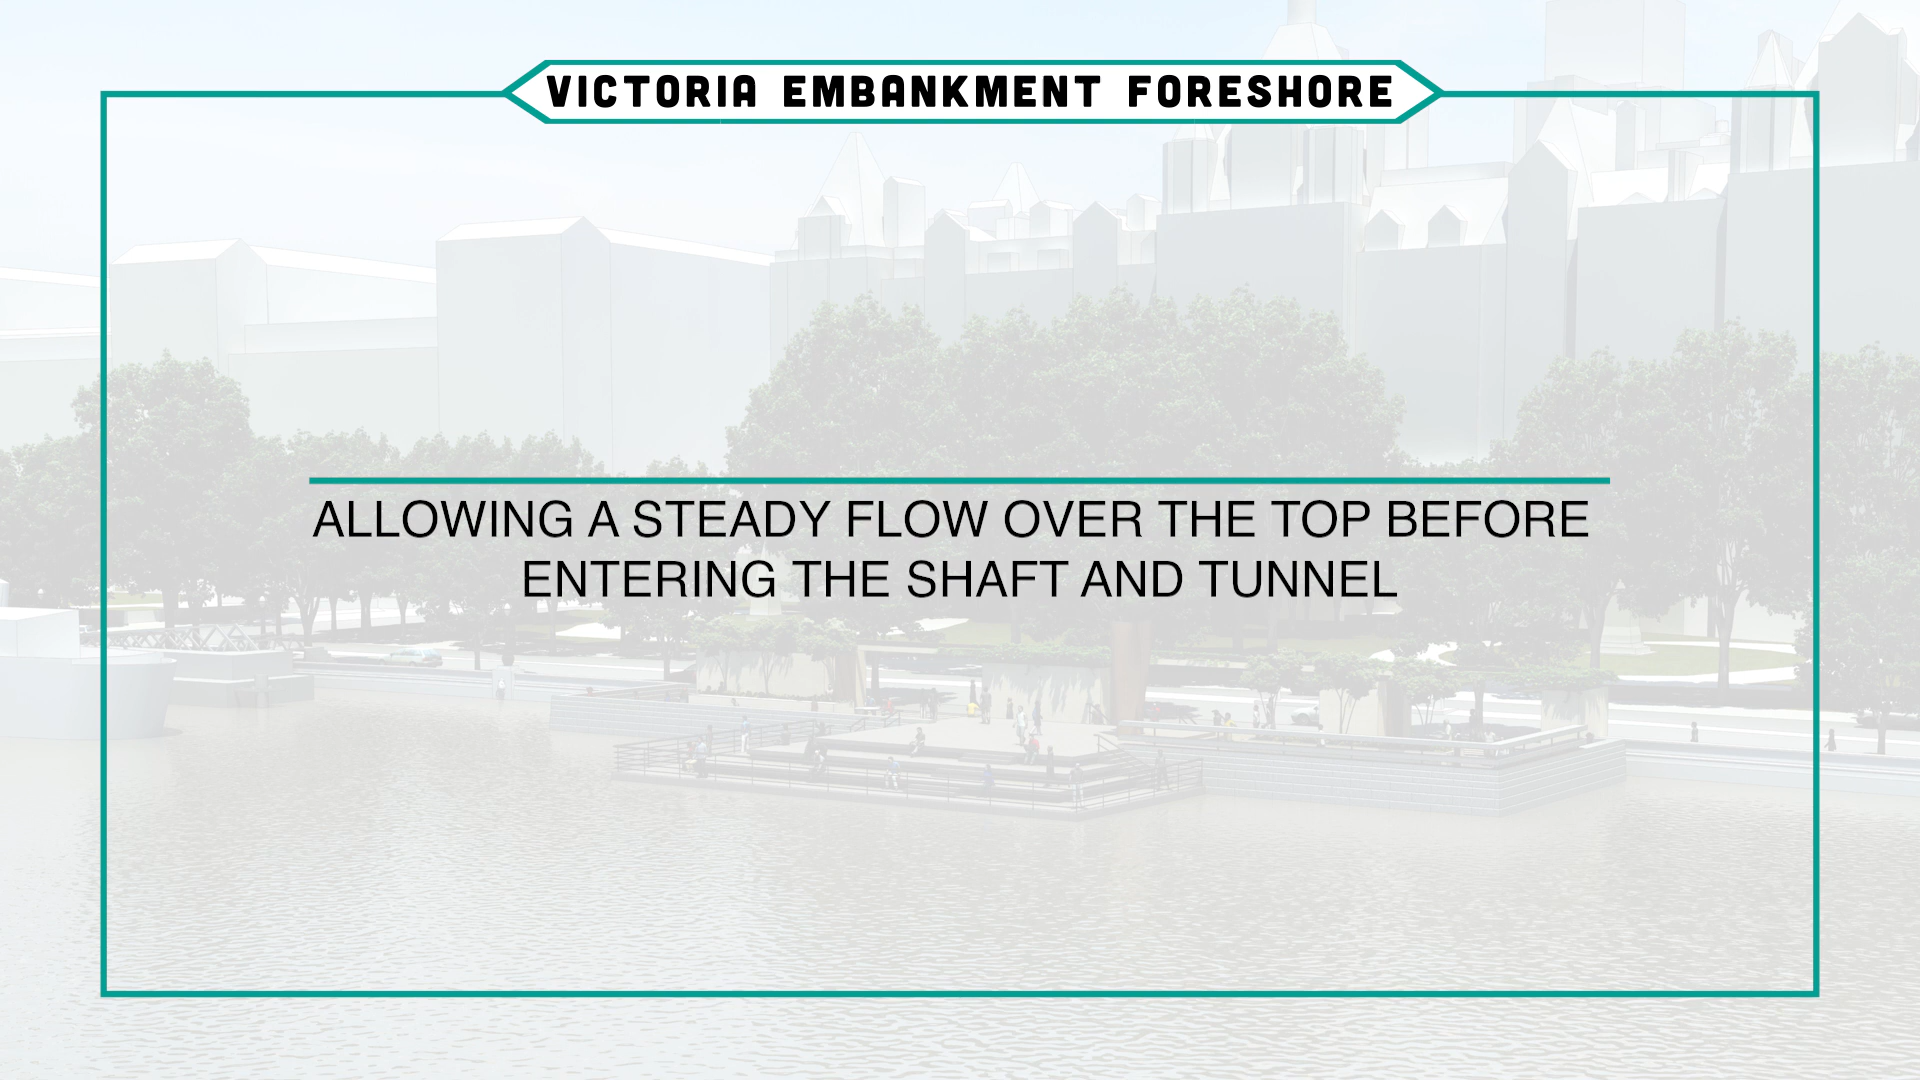 VICTORIA EMBANKMENT FORESHORE
ALLOWING A STEADY FLOW OVER THE TOP BEFORE
ENTERING THE SHAFT AND TUNNEL